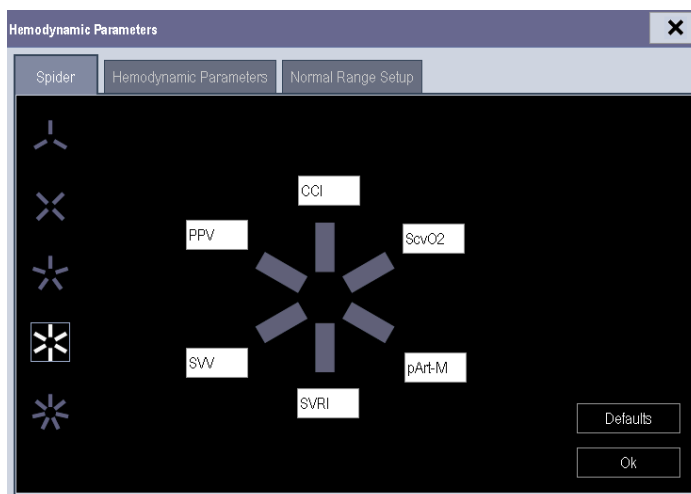 Hemodynamic Parameters
Spider
Hemodynamic Parameters
Normal Range Setup
CCI
PPV
ScvO2
SVV
pArt-M
SVRI
Defaults
Ok